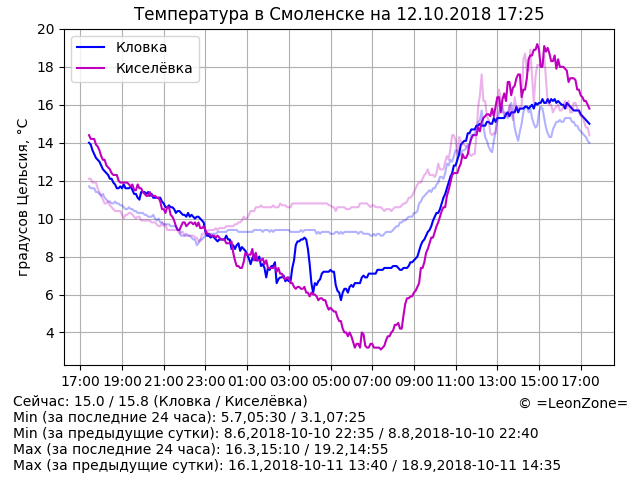 Температура в Смоленске на 12.10.2018 17:25
градусов Цельсия, °C
20
18
16
14
12
10
8
6
4
Кловка
Киселёвка
17:00 19:00 21:00 23:00 01:00 03:00 05:00 07:00 09:00 11:00 13:00 15:00 17:00
Сейчас: 15.0 / 15.8 (Кловка / Киселёвка)
© =LeonZone=
Min (за последние 24 часа): 5.7,05:30 / 3.1,07:25
Min (за предыдущие сутки): 8.6,2018-10-10 22:35 / 8.8,2018-10-10 22:40
Max (за последние 24 часа): 16.3,15:10 / 19.2,14:55
Max (за предыдущие сутки): 16.1,2018-10-11 13:40 / 18.9,2018-10-11 14:35